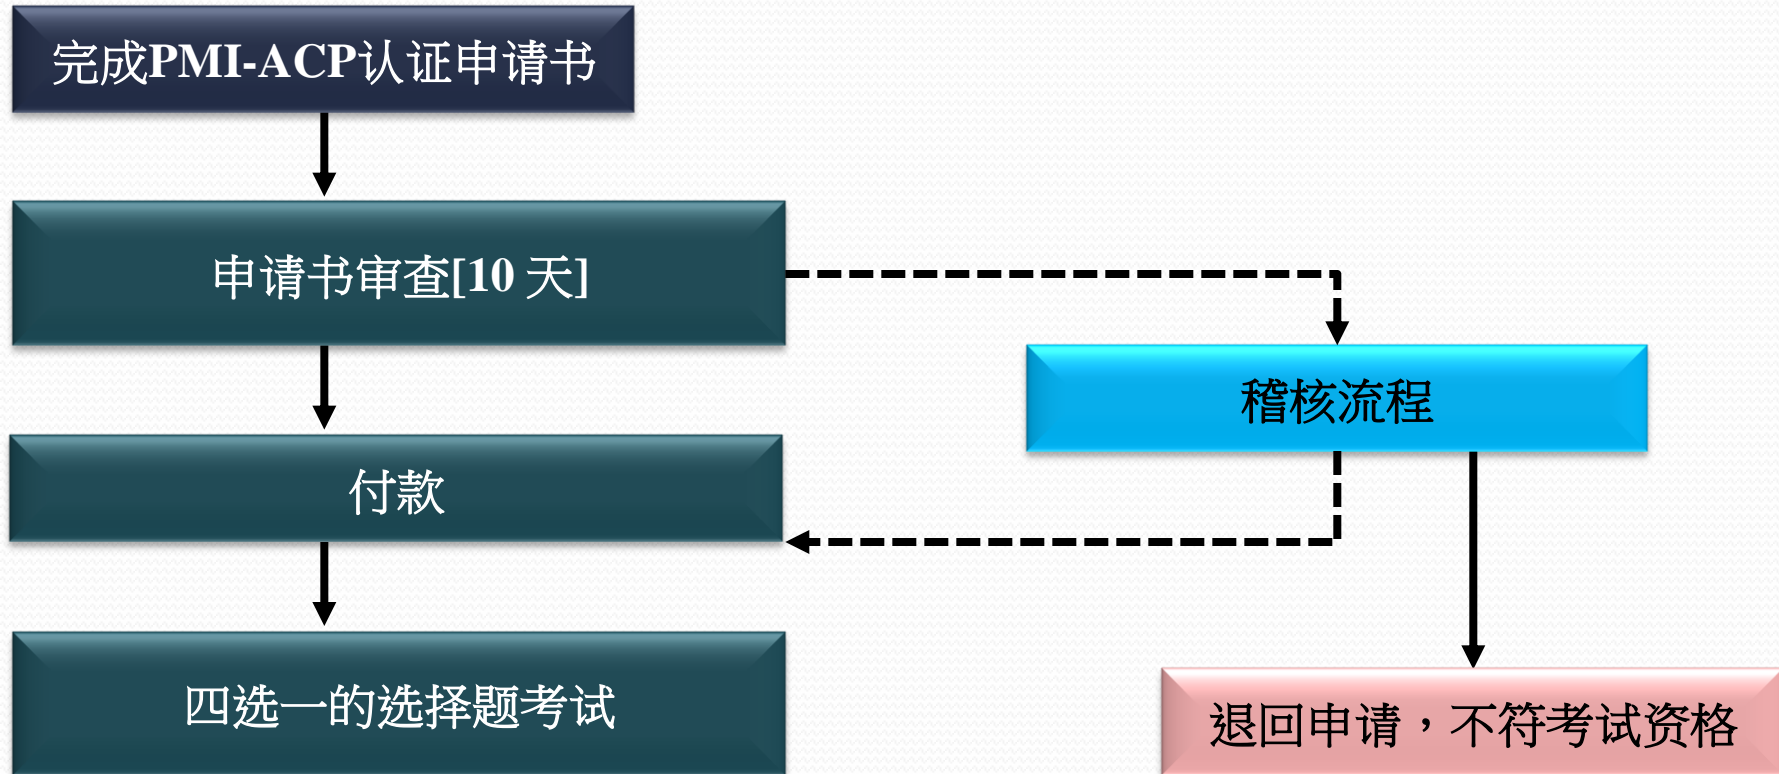 完成PMI-ACP认证申请书
申请书审查[10 天]
稽核流程
付款
四选一的选择题考试
退回申请，不符考试资格